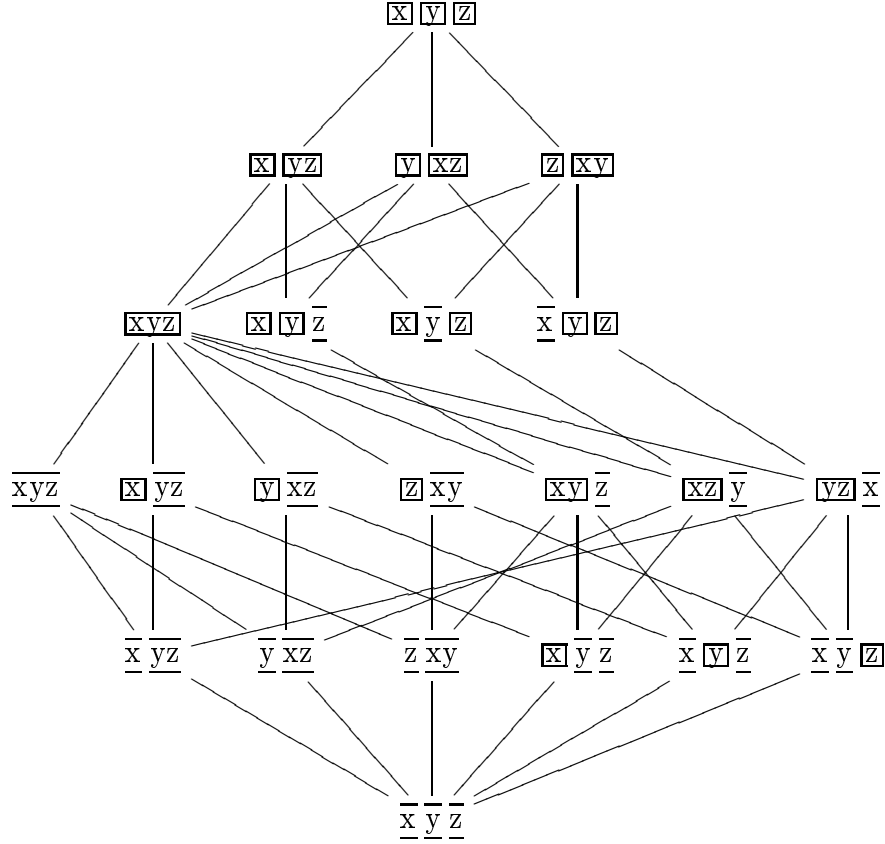 x y z
x yz y xz z xy
xyz x y z x y z x y z
xyz x yz y xz z xy xy z xz y yz x
x yz y xz z xy x y z x y z x y z
x y z